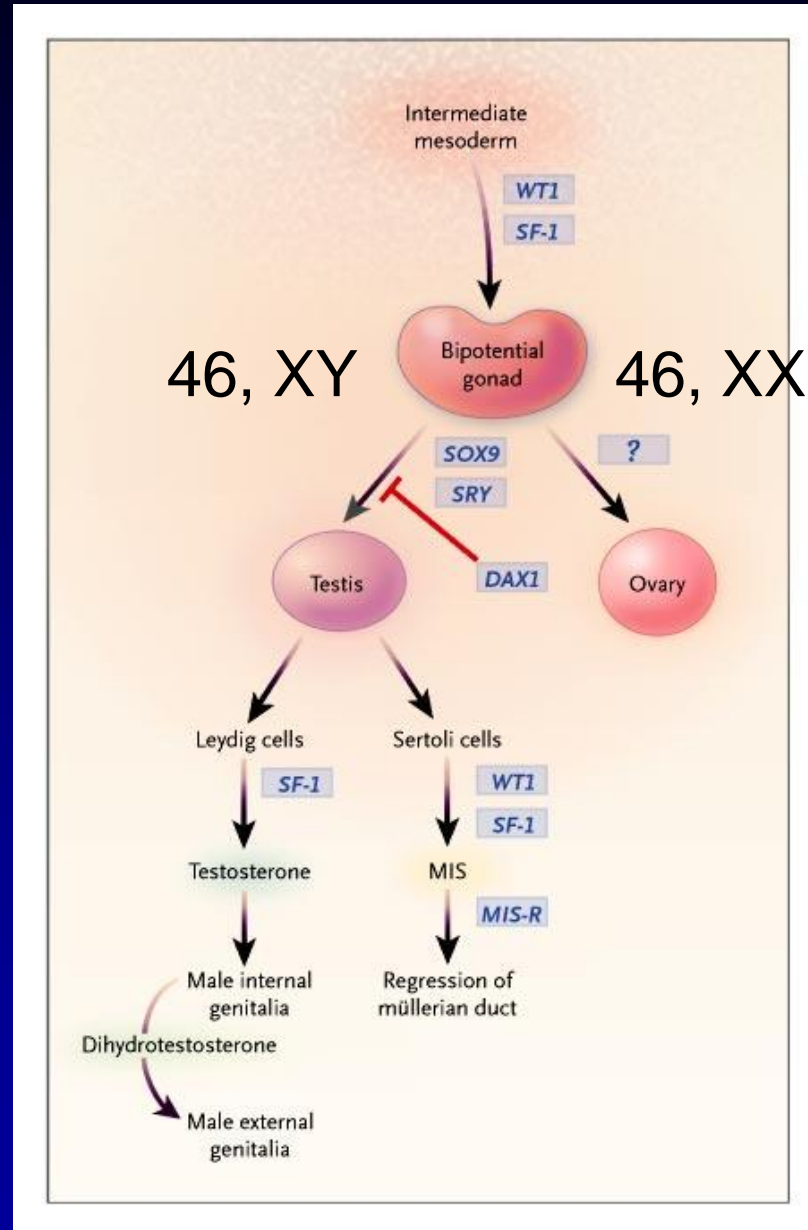 Intermediate
mesoderm
WT1
SF-1
46, XY
Bipotential
gonad
46, XX
SOX9
SRY
?
DAX1
Testis
Ovary
Leydig cells
Sertoli cells
SF-1
WT1
SF-1
Testosterone
MIS
MIS-R
Male internal
genitalia
Regression of
müllerian duct
Dihydrotestosterone
Male external
genitalia